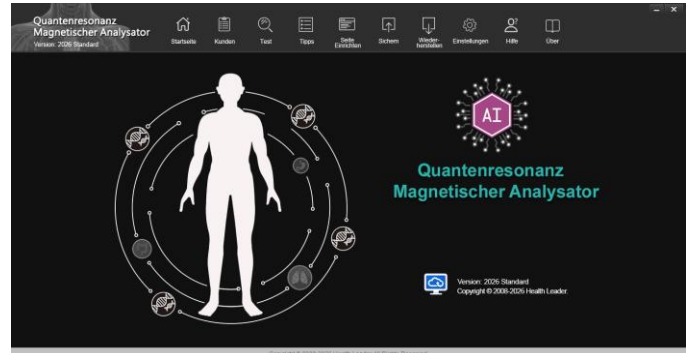 Quantenresonanz
Magnetischer Analysator
Version: 2026 Standard
Startseite
Kunden
Test
Tipps
Seite
Einrichten
Sichern
Wieder-
herstellen
Einstellungen
Hilfe
Über
AI
Quantenresonanz
Magnetischer Analysator
Version: 2026 Standard
Copyright © 2008-2026 Health Leader.